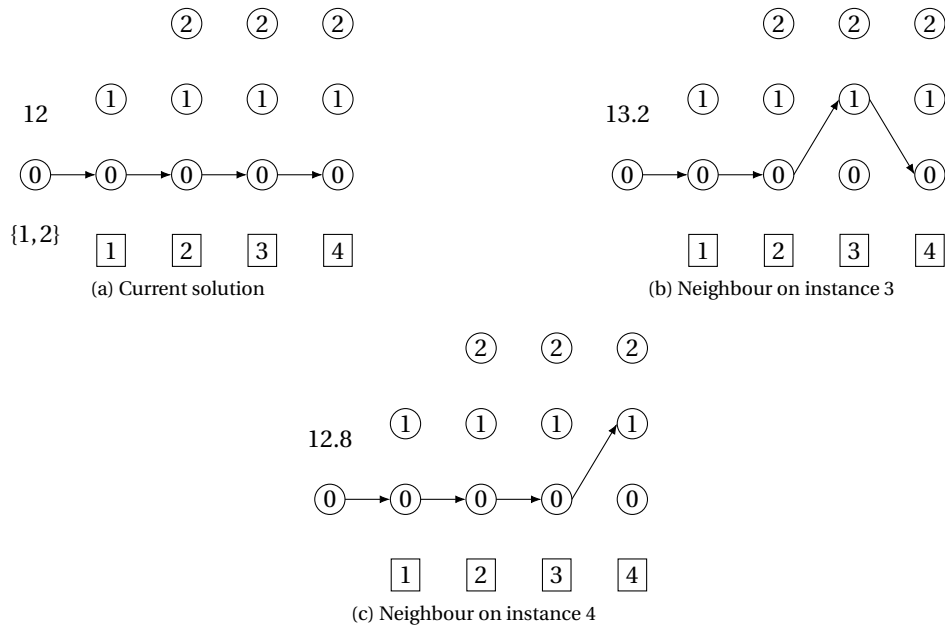 2 2 2
12 1 1 1 1
0 0 0 0 0
{1,2} 1 2 3 4
(a) Current solution
2 2 2
13.2 1 1 1 1
0 0 0 0 0
1 2 3 4
(b) Neighbour on instance 3
2 2 2
12.8 1 1 1 1
0 0 0 0 0
1 2 3 4
(c) Neighbour on instance 4